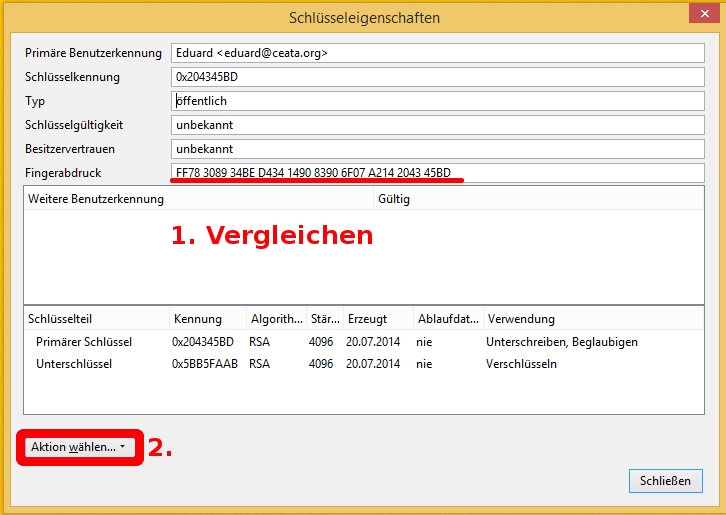 Schlüsseleigenschaften
Primäre Benutzerkennung Eduard <eduard@ceata.org>
Schlüsselkennung 0x204345BD
Typ öffentlich
Schlüsselgültigkeit unbekannt
Besitzervertrauen unbekannt
Fingerabdruck FF78 3089 34BE D434 1490 8390 6F07 A214 2043 45BD
Weitere Benutzerkennung Gültig
1. Vergleichen
Schlüsselteil Kennung Algorith... Stär... Erzeugt Ablaufdat... Verwendung
Primärer Schlüssel 0x204345BD RSA 4096 20.07.2014 nie Unterschreiben, Beglaubigen
Unterschlüssel 0x5BB5FAAB RSA 4096 20.07.2014 nie Verschlüsseln
Aktion wählen... 2.
Schließen